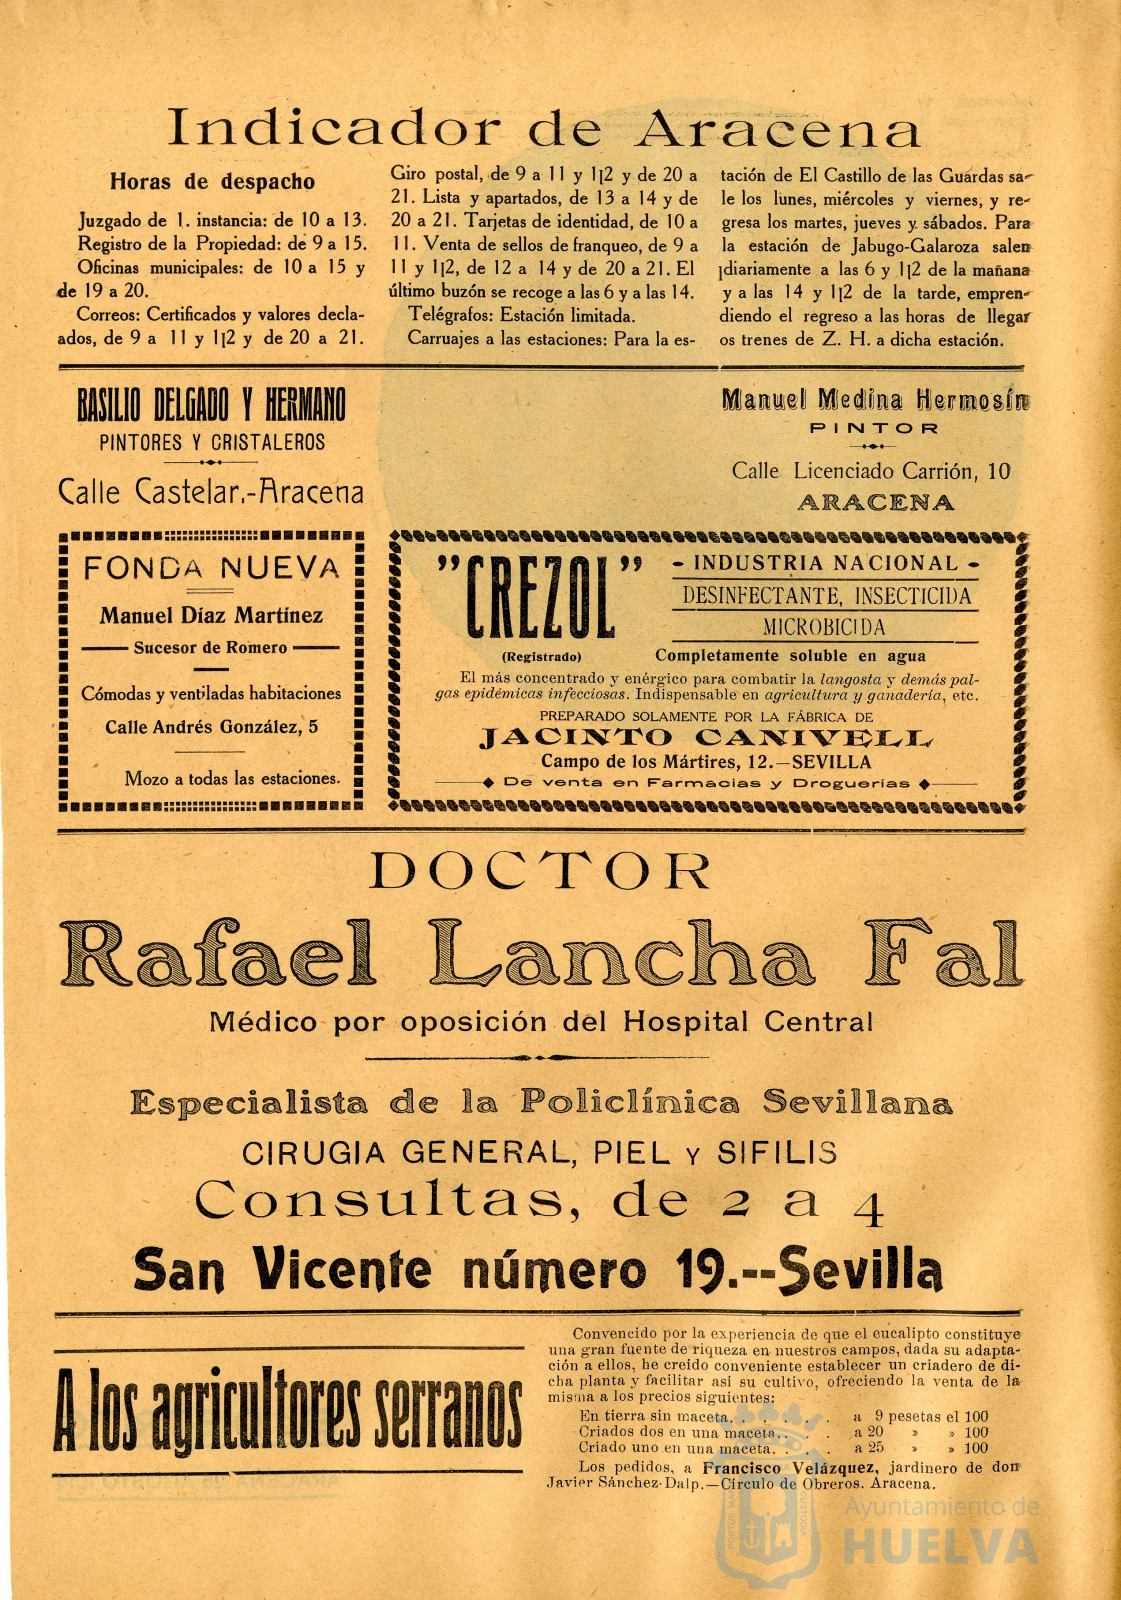 Indicador de Aracena
Horas de despacho
Juzgado de 1. instancia: de 10 a 13.
Registro de la Propiedad: de 9 a 15.
Oficinas municipales: de 10 a 15 y
de 19 a 20.
Correos: Certificados y valores decla-
ados, de 9 a 11 y 1¡2 y de 20 a 21.
Giro postal, de 9 a 11 y 1¡2 y de 20 a
21. Lista y apartados, de 13 a 14 y de
20 a 21. Tarjetas de identidad, de 10 a
11. Venta de sellos de franqueo, de 9 a
11 y 1¡2, de 12 a 14 y de 20 a 21. El
último buzón se recoge a las 6 y a las 14.
Telégrafos: Estación limitada.
Carruajes a las estaciones: Para la es-
tación de El Castillo de las Guardas sa-
le los lunes, miércoles y viernes, y re-
gresa los martes, jueves y sábados. Para
la estación de Jabugo-Galaroza salen
¡diariamente a las 6 y 1¡2 de la mañana
y a las 14 y 1¡2 de la tarde, empren-
diendo el regreso a las horas de llegar
os trenes de Z. H. a dicha estación.
BASILIO DELGADO Y HERMANO
PINTORES Y CRISTALEROS
Calle Castelar.-Aracena
Manuel Medina Hermosín
PINTOR
Calle Licenciado Carrión, 10
ARACENA
FONDA NUEVA
Manuel Díaz Martínez
Sucesor de Romero
Cómodas y ventiladas habitaciones
Calle Andrés González, 5
Mozo a todas las estaciones.
"CREZOL"
(Registrado)
- INDUSTRIA NACIONAL -
DESINFECTANTE, INSECTICIDA
MICROBICIDA
Completamente soluble en agua
El más concentrado y enérgico para combatir la langosta y demás pal-
gas epidémicas infecciosas. Indispensable en agricultura y ganadería, etc.
PREPARADO SOLAMENTE POR LA FÁBRICA DE
JACINTO CANIVELL
Campo de los Mártires, 12.—SEVILLA
De venta en Farmacias y Droguerías
DOCTOR
Rafael Lancha Fal
Médico por oposición del Hospital Central
Especialista de la Policlínica Sevillana
CIRUGIA GENERAL, PIEL Y SIFILIS
Consultas, de 2 a 4
San Vicente número 19.--Sevilla
A los agricultores serranos
Convencido por la experiencia de que el eucalipto constituye
una gran fuente de riqueza en nuestros campos, dada su adapta-
ción a ellos, he creído conveniente establecer un criadero de di-
cha planta y facilitar asi su cultivo, ofreciendo la venta de la
misma a los precios siguientes:
En tierra sin maceta. . . . . a 9 pesetas el 100
Criados dos en una maceta. . . . a 20 » » 100
Criado uno en una maceta. . . . a 25 » » 100
Los pedidos, a Francisco Velázquez, jardinero de don
Javier Sánchez-Dalp.—Circulo de Obreros. Aracena.
Ayuntamiento de
HUELVA